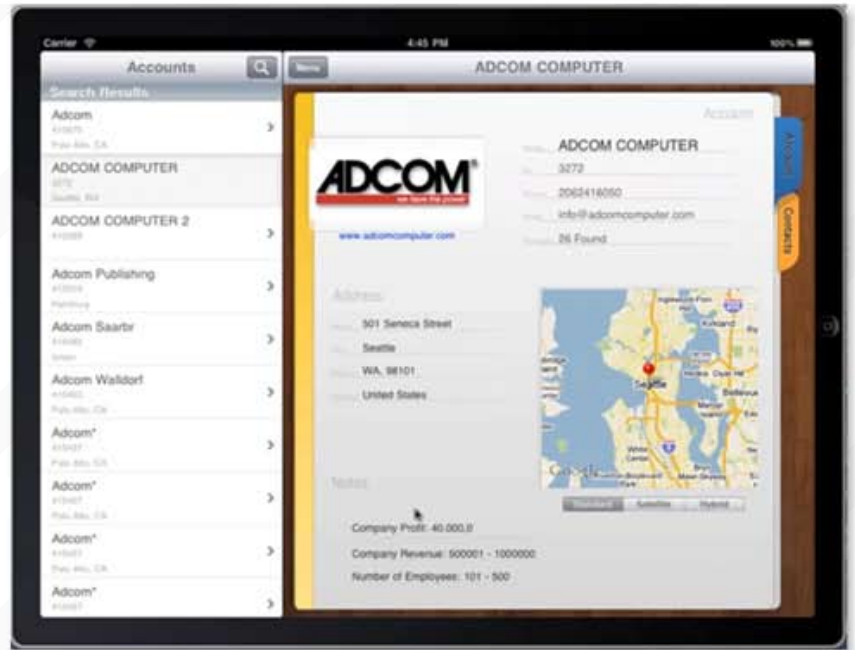 Carrier
4:45 PM
100%
Accounts
Menu
ADCOM COMPUTER
Search Results
Adcom
Palo Alto, CA
ADCOM COMPUTER
3272
Seattle, WA
ADCOM COMPUTER 2
Adcom Publishing
Adcom Saarbr
Adcom Walldorf
Palo Alto, CA
Adcom*
Palo Alto, CA
Adcom*
Palo Alto, CA
Adcom*
Palo Alto, CA
Adcom*
Account
ADCOM®
we have the power
www.adcomcomputer.com
ADCOM COMPUTER
3272
2062416050
info@adcomcomputer.com
26 Found
Account
Contacts
Address
501 Seneca Street
Seattle
WA, 98101
United States
Kirkland
Seattle
Bellevue
Mercer Island
White Center
Google
Standard
Satellite
Hybrid
Notes
Company Profit: 40.000,0
Company Revenue: 500001 - 1000000
Number of Employees: 101 - 500